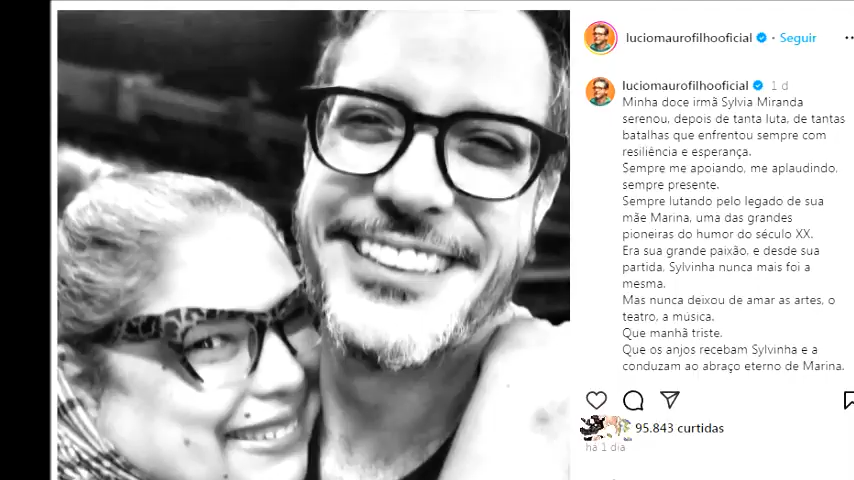 luciomaurofilhooficial • Seguir
luciomaurofilhooficial 1 d
Minha doce irmã Sylvia Miranda
serenou, depois de tanta luta, de tantas
batalhas que enfrentou sempre com
resiliência e esperança.
Sempre me apoiando, me aplaudindo,
sempre presente.
Sempre lutando pelo legado de sua
mãe Marina, uma das grandes
pioneiras do humor do século XX.
Era sua grande paixão, e desde sua
partida, Sylvinha nunca mais foi a
mesma.
Mas nunca deixou de amar as artes, o
teatro, a música.
Que manhã triste.
Que os anjos recebam Sylvinha e a
conduzam ao abraço eterno de Marina.
95.843 curtidas
há 1 dia